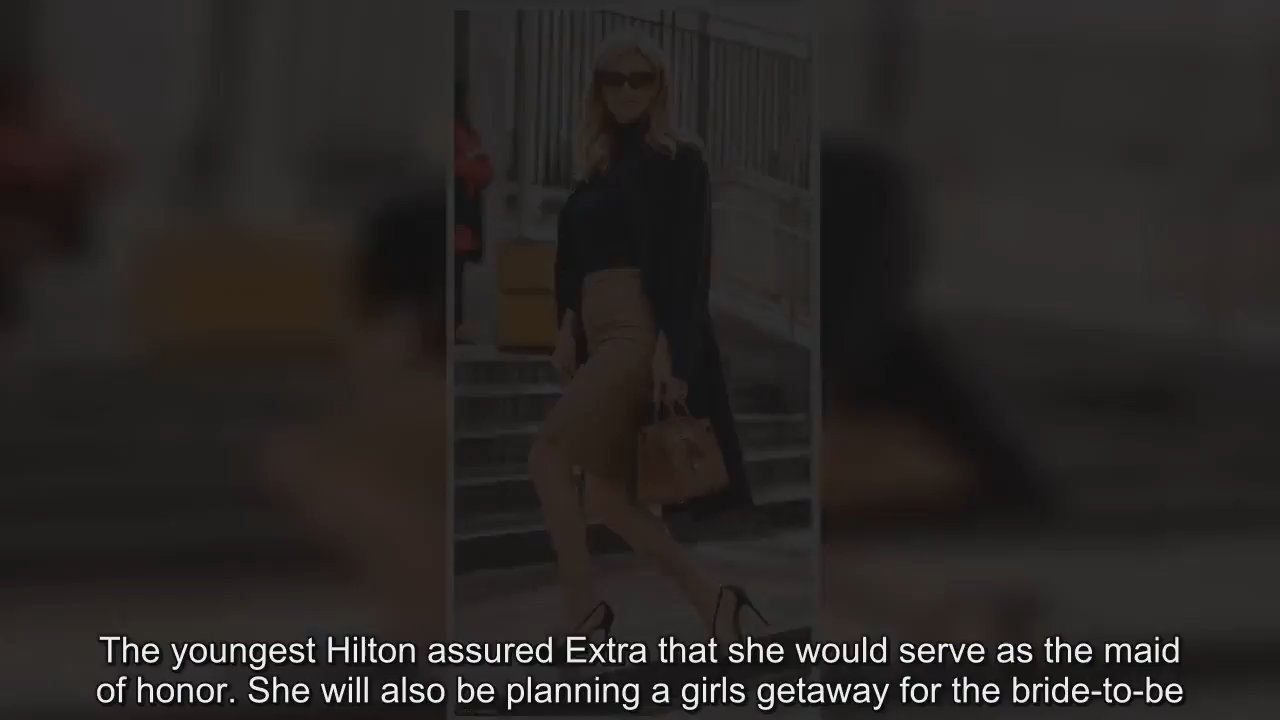 The youngest Hilton assured Extra that she would serve as the maid
of honor. She will also be planning a girls getaway for the bride-to-be